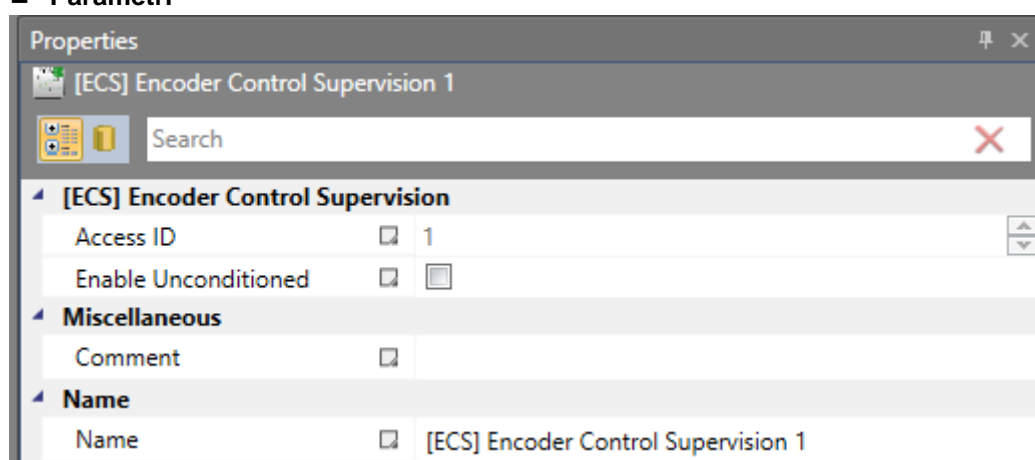 Parametri
Properties
[ECS] Encoder Control Supervision 1
Search
[ECS] Encoder Control Supervision
Access ID 1
Enable Unconditioned
Miscellaneous
Comment
Name
Name [ECS] Encoder Control Supervision 1